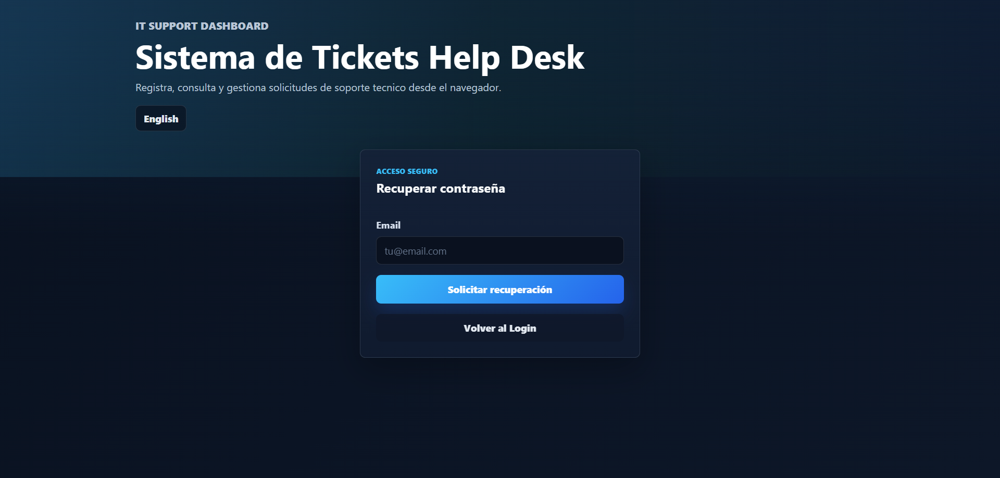 IT SUPPORT DASHBOARD
Sistema de Tickets Help Desk
Registra, consulta y gestiona solicitudes de soporte tecnico desde el navegador.
English
ACCESO SEGURO
Recuperar contraseña
Email
tu@email.com
Solicitar recuperación
Volver al Login